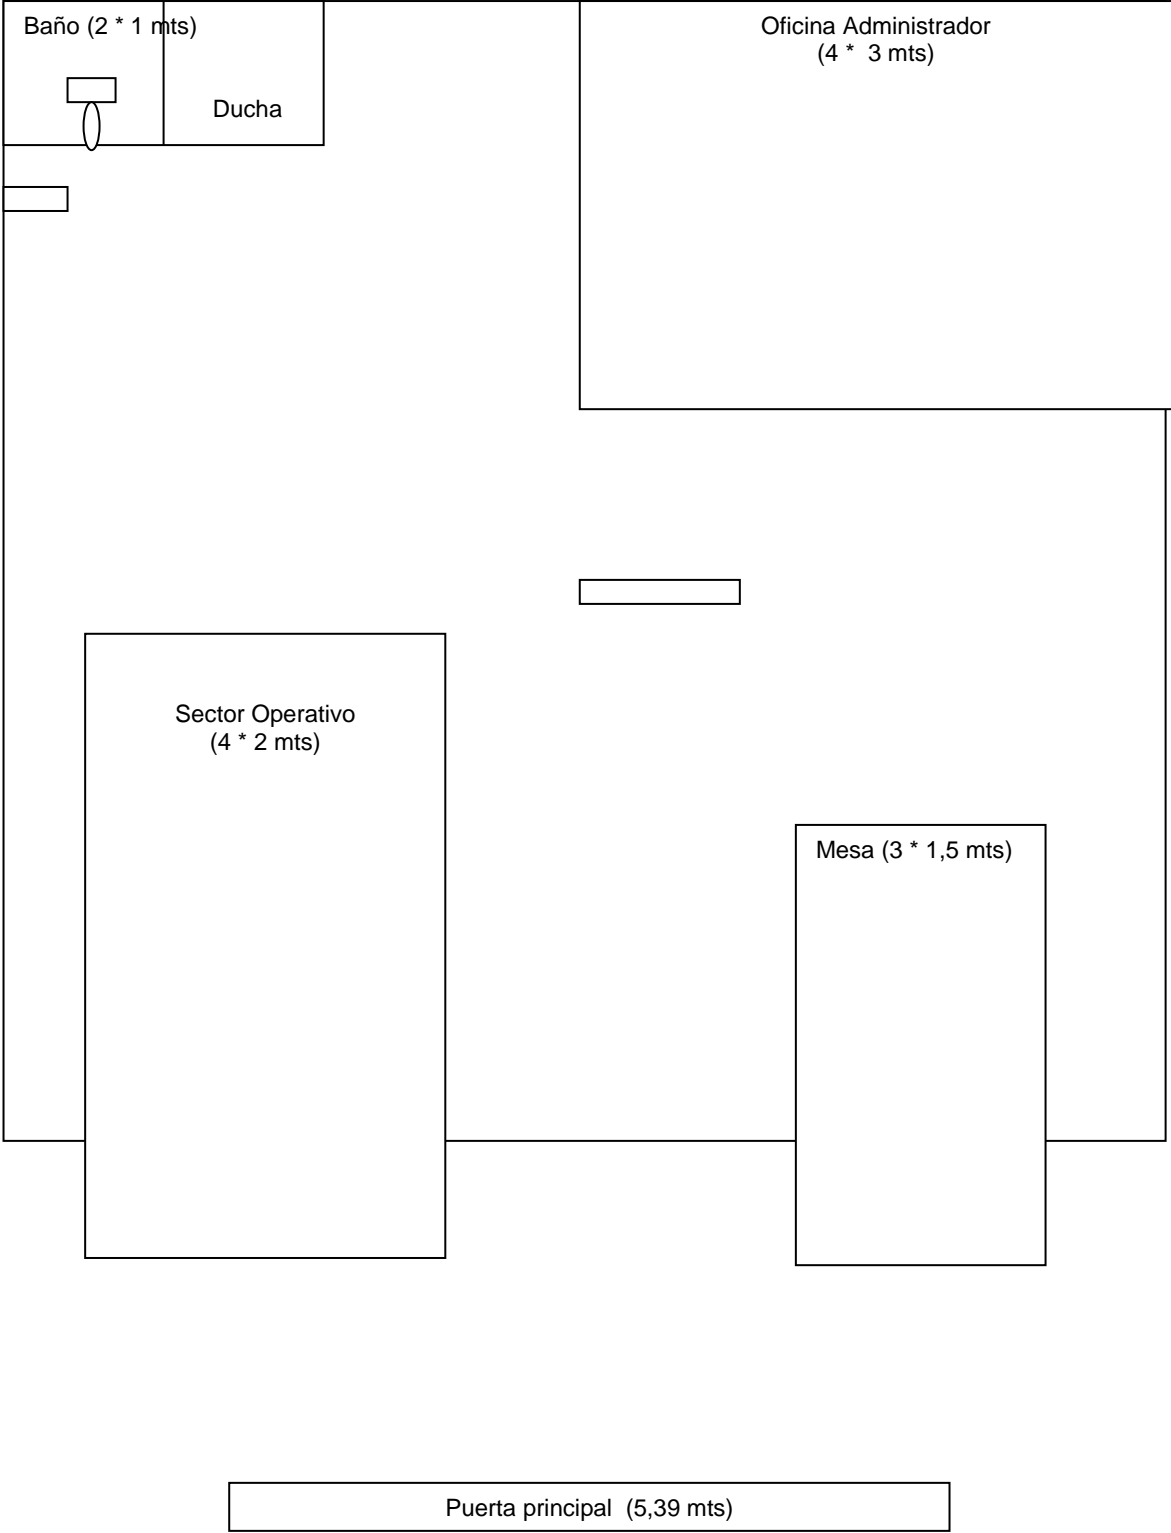 Baño (2 * 1 mts)
Ducha
Oficina Administrador
(4 *  3 mts)
Sector Operativo
(4 * 2 mts)
Mesa (3 * 1,5 mts)
Puerta principal  (5,39 mts)